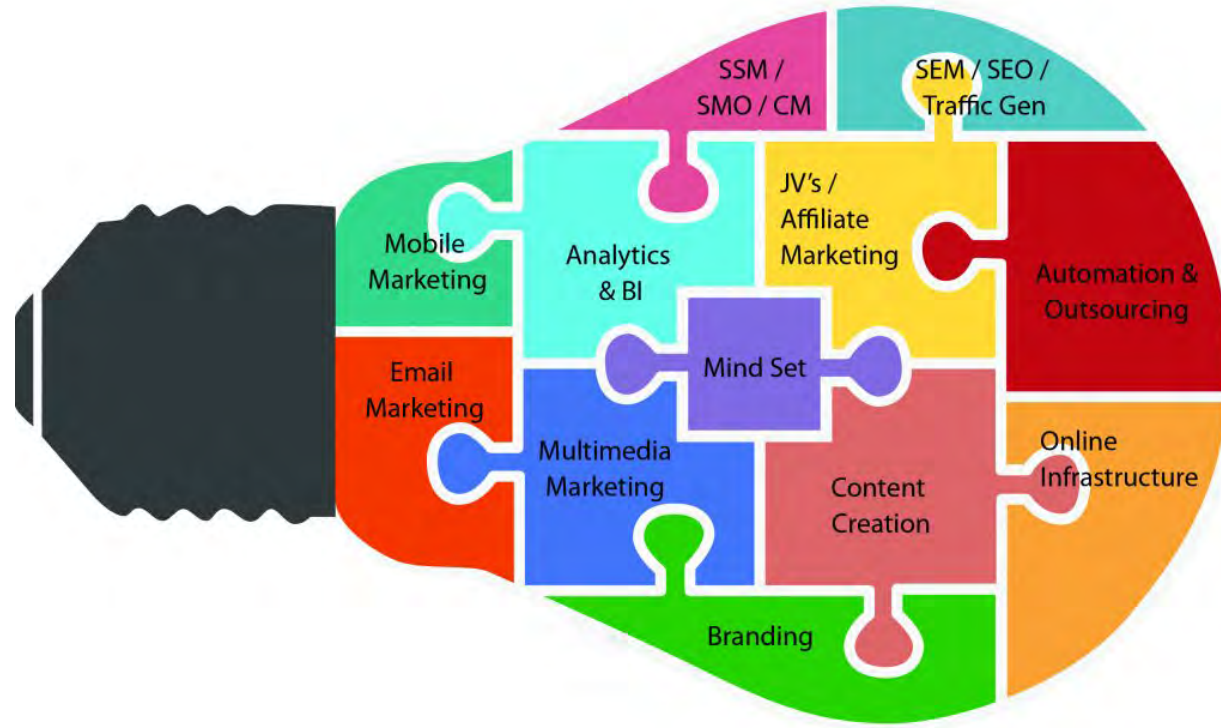 SSM /
SMO / CM
SEM / SEO /
Traffic Gen
Mobile
Marketing
Analytics
& BI
JV's /
Affiliate
Marketing
Automation &
Outsourcing
Mind Set
Email
Marketing
Multimedia
Marketing
Content
Creation
Online
Infrastructure
Branding